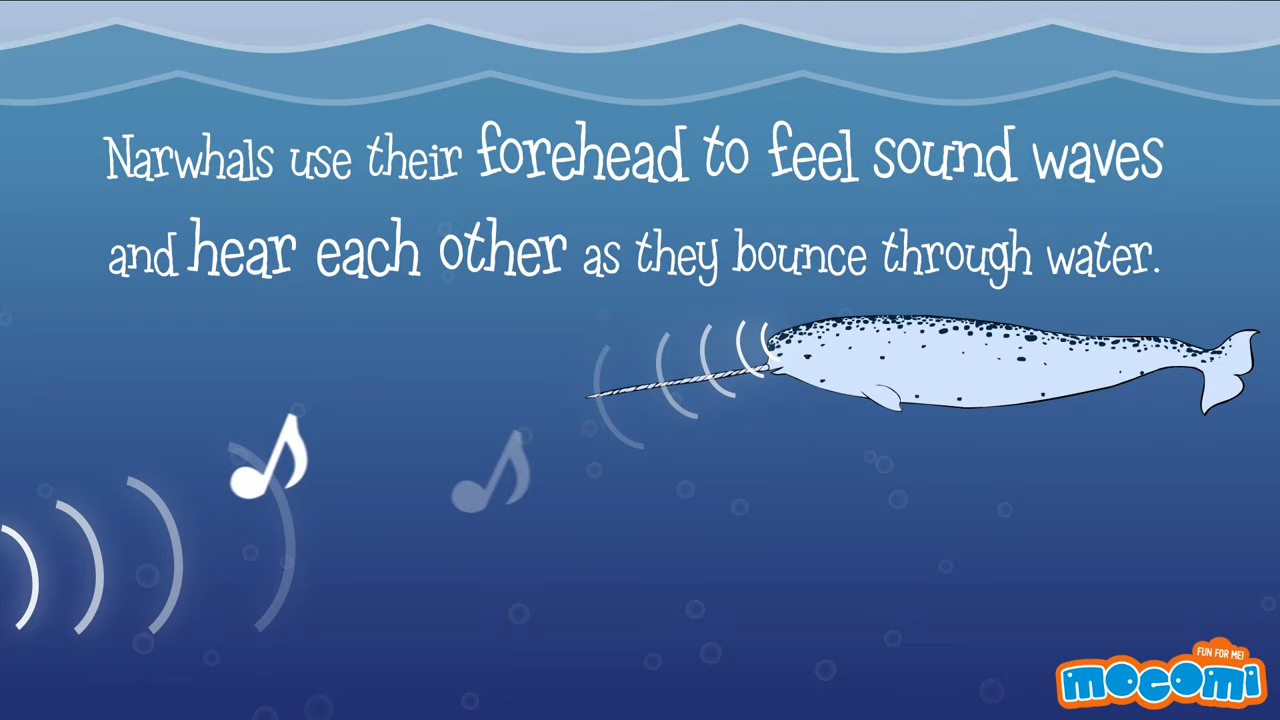 Narwhals use their forehead to feel sound waves
and hear each other as they bounce through water.
FUN FOR ME!
mocomi